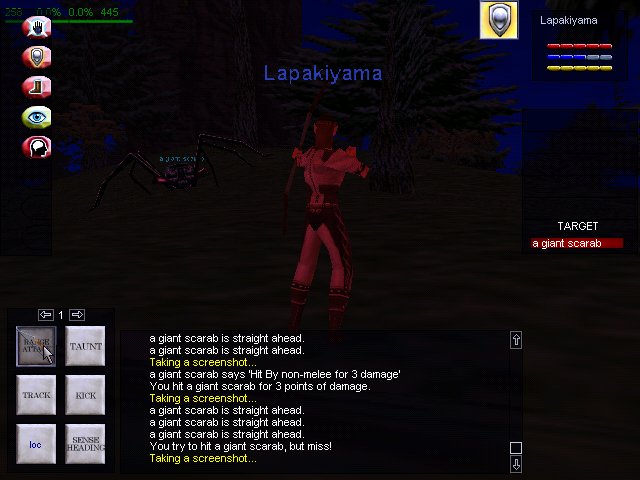 258 0.0% 0.0% 445
Lapakiyama
Lapakiyama
a giant scarab
TARGET
a giant scarab
1
RANGE
ATTACK
TAUNT
TRACK
KICK
loc
SENSE
HEADING
a giant scarab is straight ahead.
a giant scarab is straight ahead.
Taking a screenshot...
a giant scarab says 'Hit By non-melee for 3 damage'
You hit a giant scarab for 3 points of damage.
Taking a screenshot...
a giant scarab is straight ahead.
a giant scarab is straight ahead.
a giant scarab is straight ahead.
You try to hit a giant scarab, but miss!
Taking a screenshot...